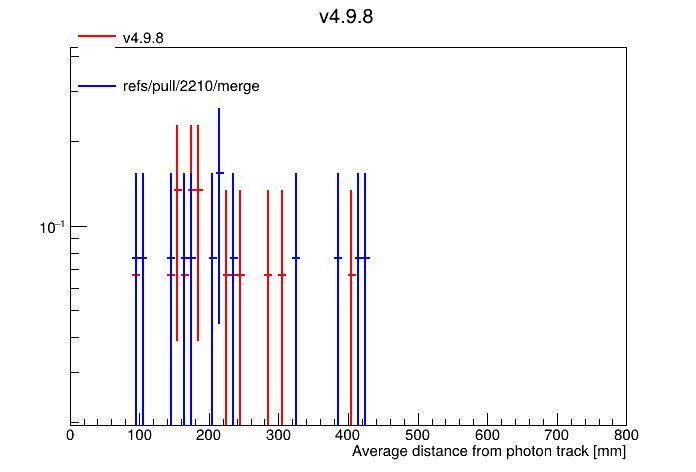 v4.9.8
v4.9.8
refs/pull/2210/merge
10⁻¹
0 100 200 300 400 500 600 700 800
Average distance from photon track [mm]